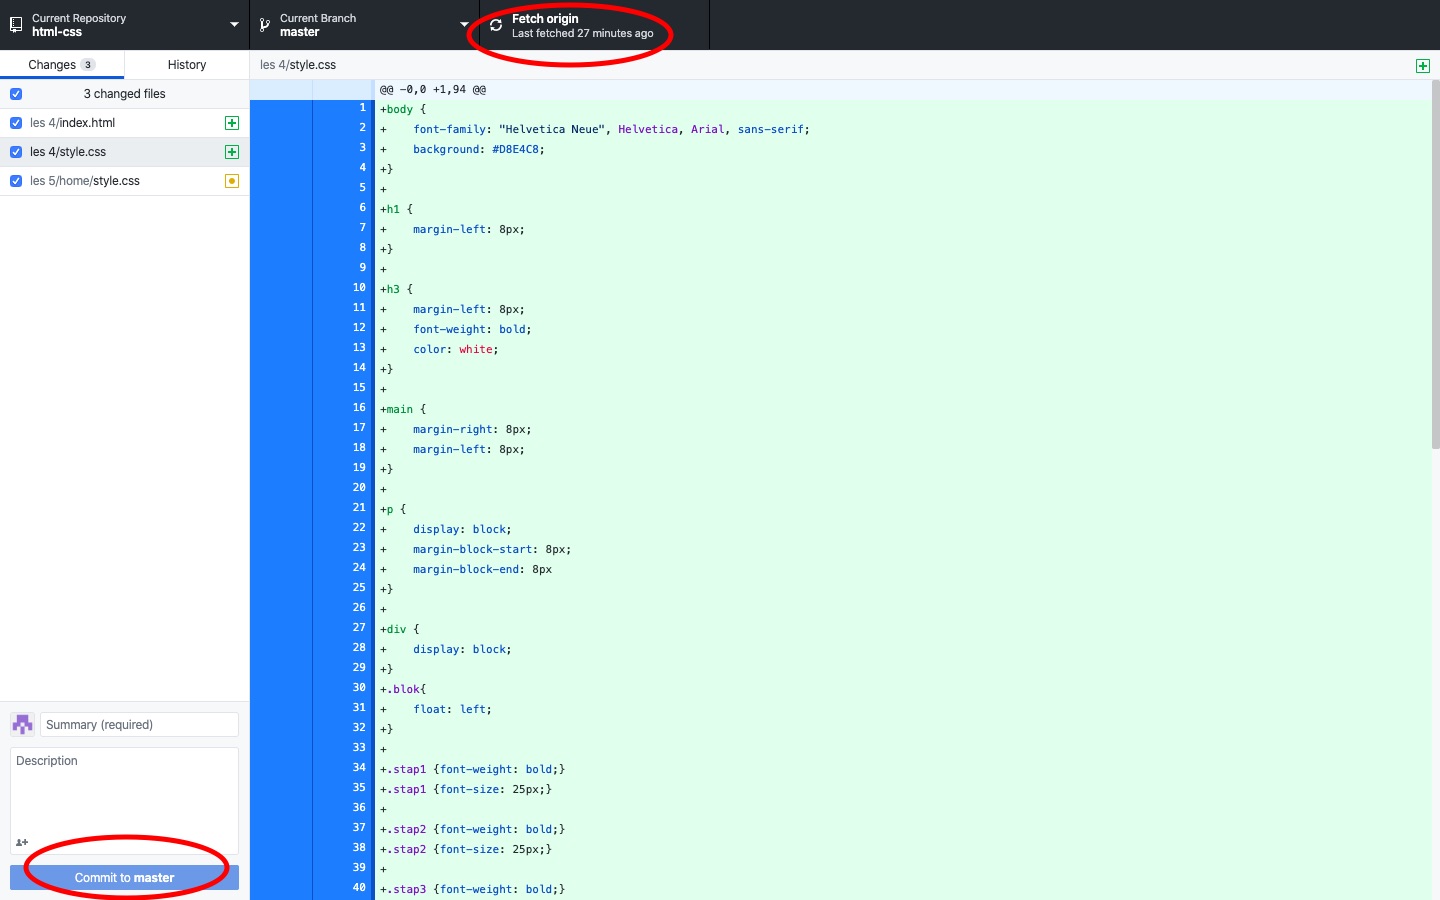 Current Repository
html-css
Current Branch
master
Fetch origin
Last fetched 27 minutes ago
Changes 3
History
les 4/style.css
3 changed files
les 4/index.html
les 4/style.css
les 5/home/style.css
@@ -0,0 +1,94 @@
1 +body {
2 +    font-family: "Helvetica Neue", Helvetica, Arial, sans-serif;
3 +    background: #D8E4C8;
4 +}
5 +
6 +h1 {
7 +    margin-left: 8px;
8 +}
9 +
10 +h3 {
11 +    margin-left: 8px;
12 +    font-weight: bold;
13 +    color: white;
14 +}
15 +
16 +main {
17 +    margin-right: 8px;
18 +    margin-left: 8px;
19 +}
20 +
21 +p {
22 +    display: block;
23 +    margin-block-start: 8px;
24 +    margin-block-end: 8px
25 +}
26 +
27 +div {
28 +    display: block;
29 +}
30 +.blok{
31 +    float: left;
32 +}
33 +
34 +.stap1 {font-weight: bold;}
35 +.stap1 {font-size: 25px;}
36 +
37 +.stap2 {font-weight: bold;}
38 +.stap2 {font-size: 25px;}
39 +
40 +.stap3 {font-weight: bold;}
Summary (required)
Description
Commit to master